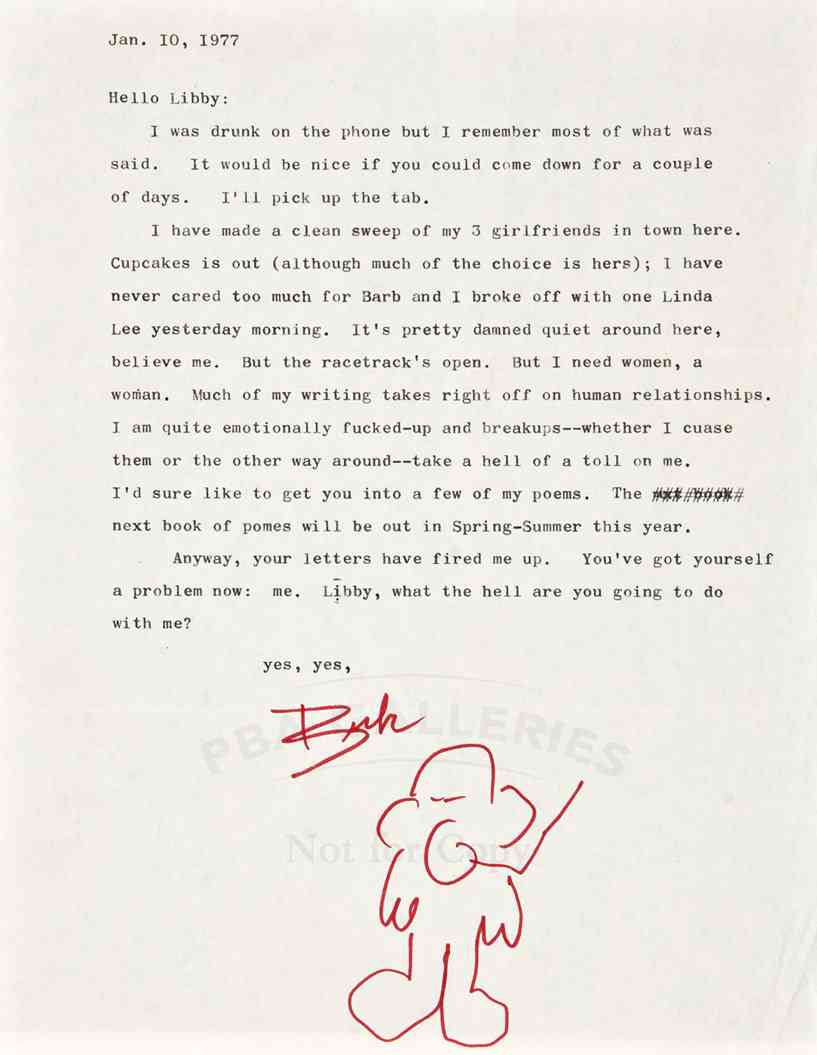 Jan. IO, I977
Hello Libby:
I was drunk on the phone but I remember most of what was
said. It would be nice if you could come down for a couple
of days. I'll pick up the tab.
I have made a clean sweep of my 3 girlfriends in town here.
Cupcakes is out (although much of the choice is hers); I have
never cared too much for Barb and I broke off with one Linda
Lee yesterday morning. It's pretty damned quiet around here,
believe me. But the racetrack's open. But I need women, a
woman. Much of my writing takes right off on human relationships.
I am quite emotionally fucked-up and breakups--whether I cuase
them or the other way around--take a hell of a toll on me.
I'd sure like to get you into a few of my poems. The
next book of pomes will be out in Spring-Summer this year.
Anyway, your letters have fired me up. You've got yourself
a problem now: me. Libby, what the hell are you going to do
with me?
yes, yes,
Buk
PBA GALLERIES
Not for Copy